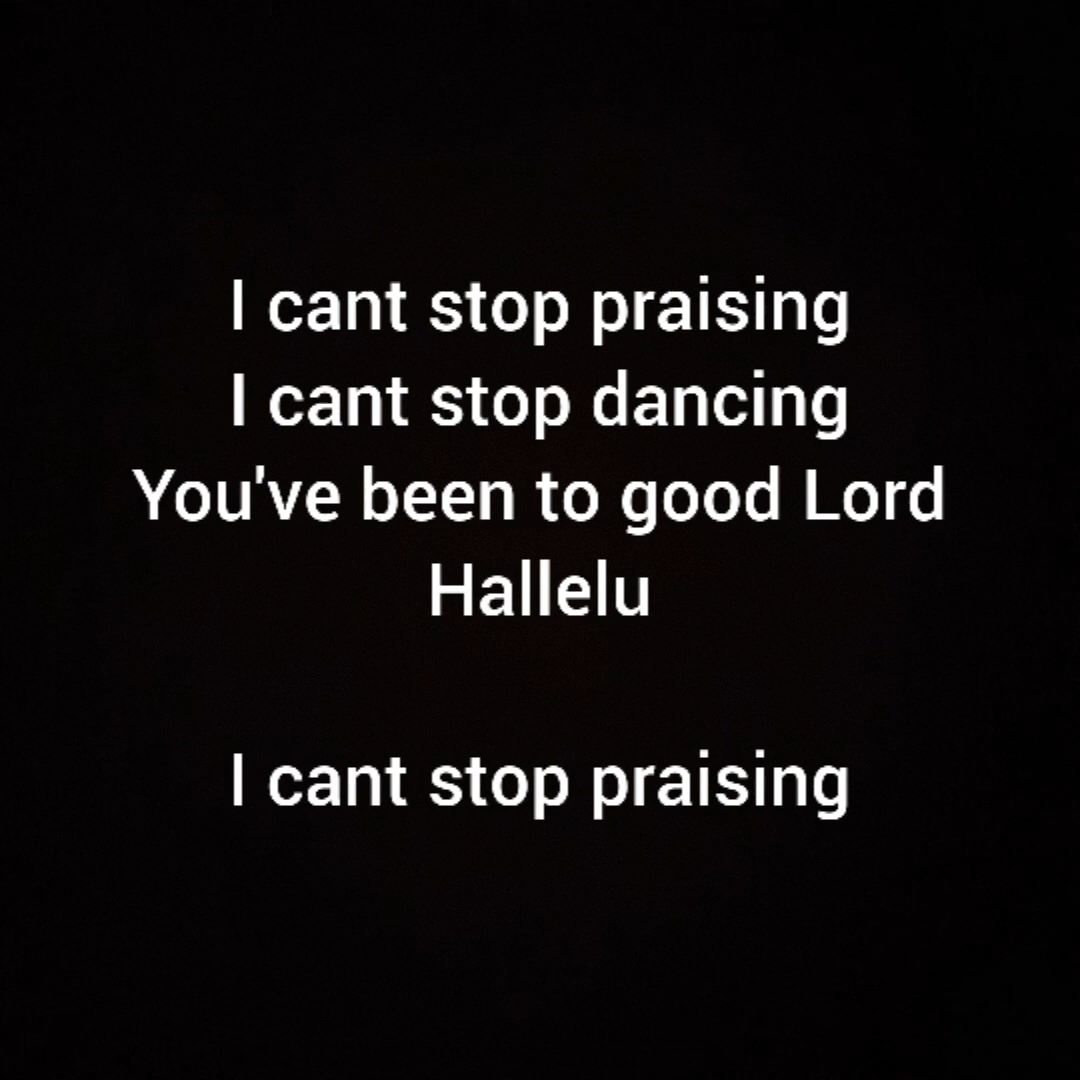 I cant stop praising
I cant stop dancing
You've been to good Lord
Hallelu
I cant stop praising